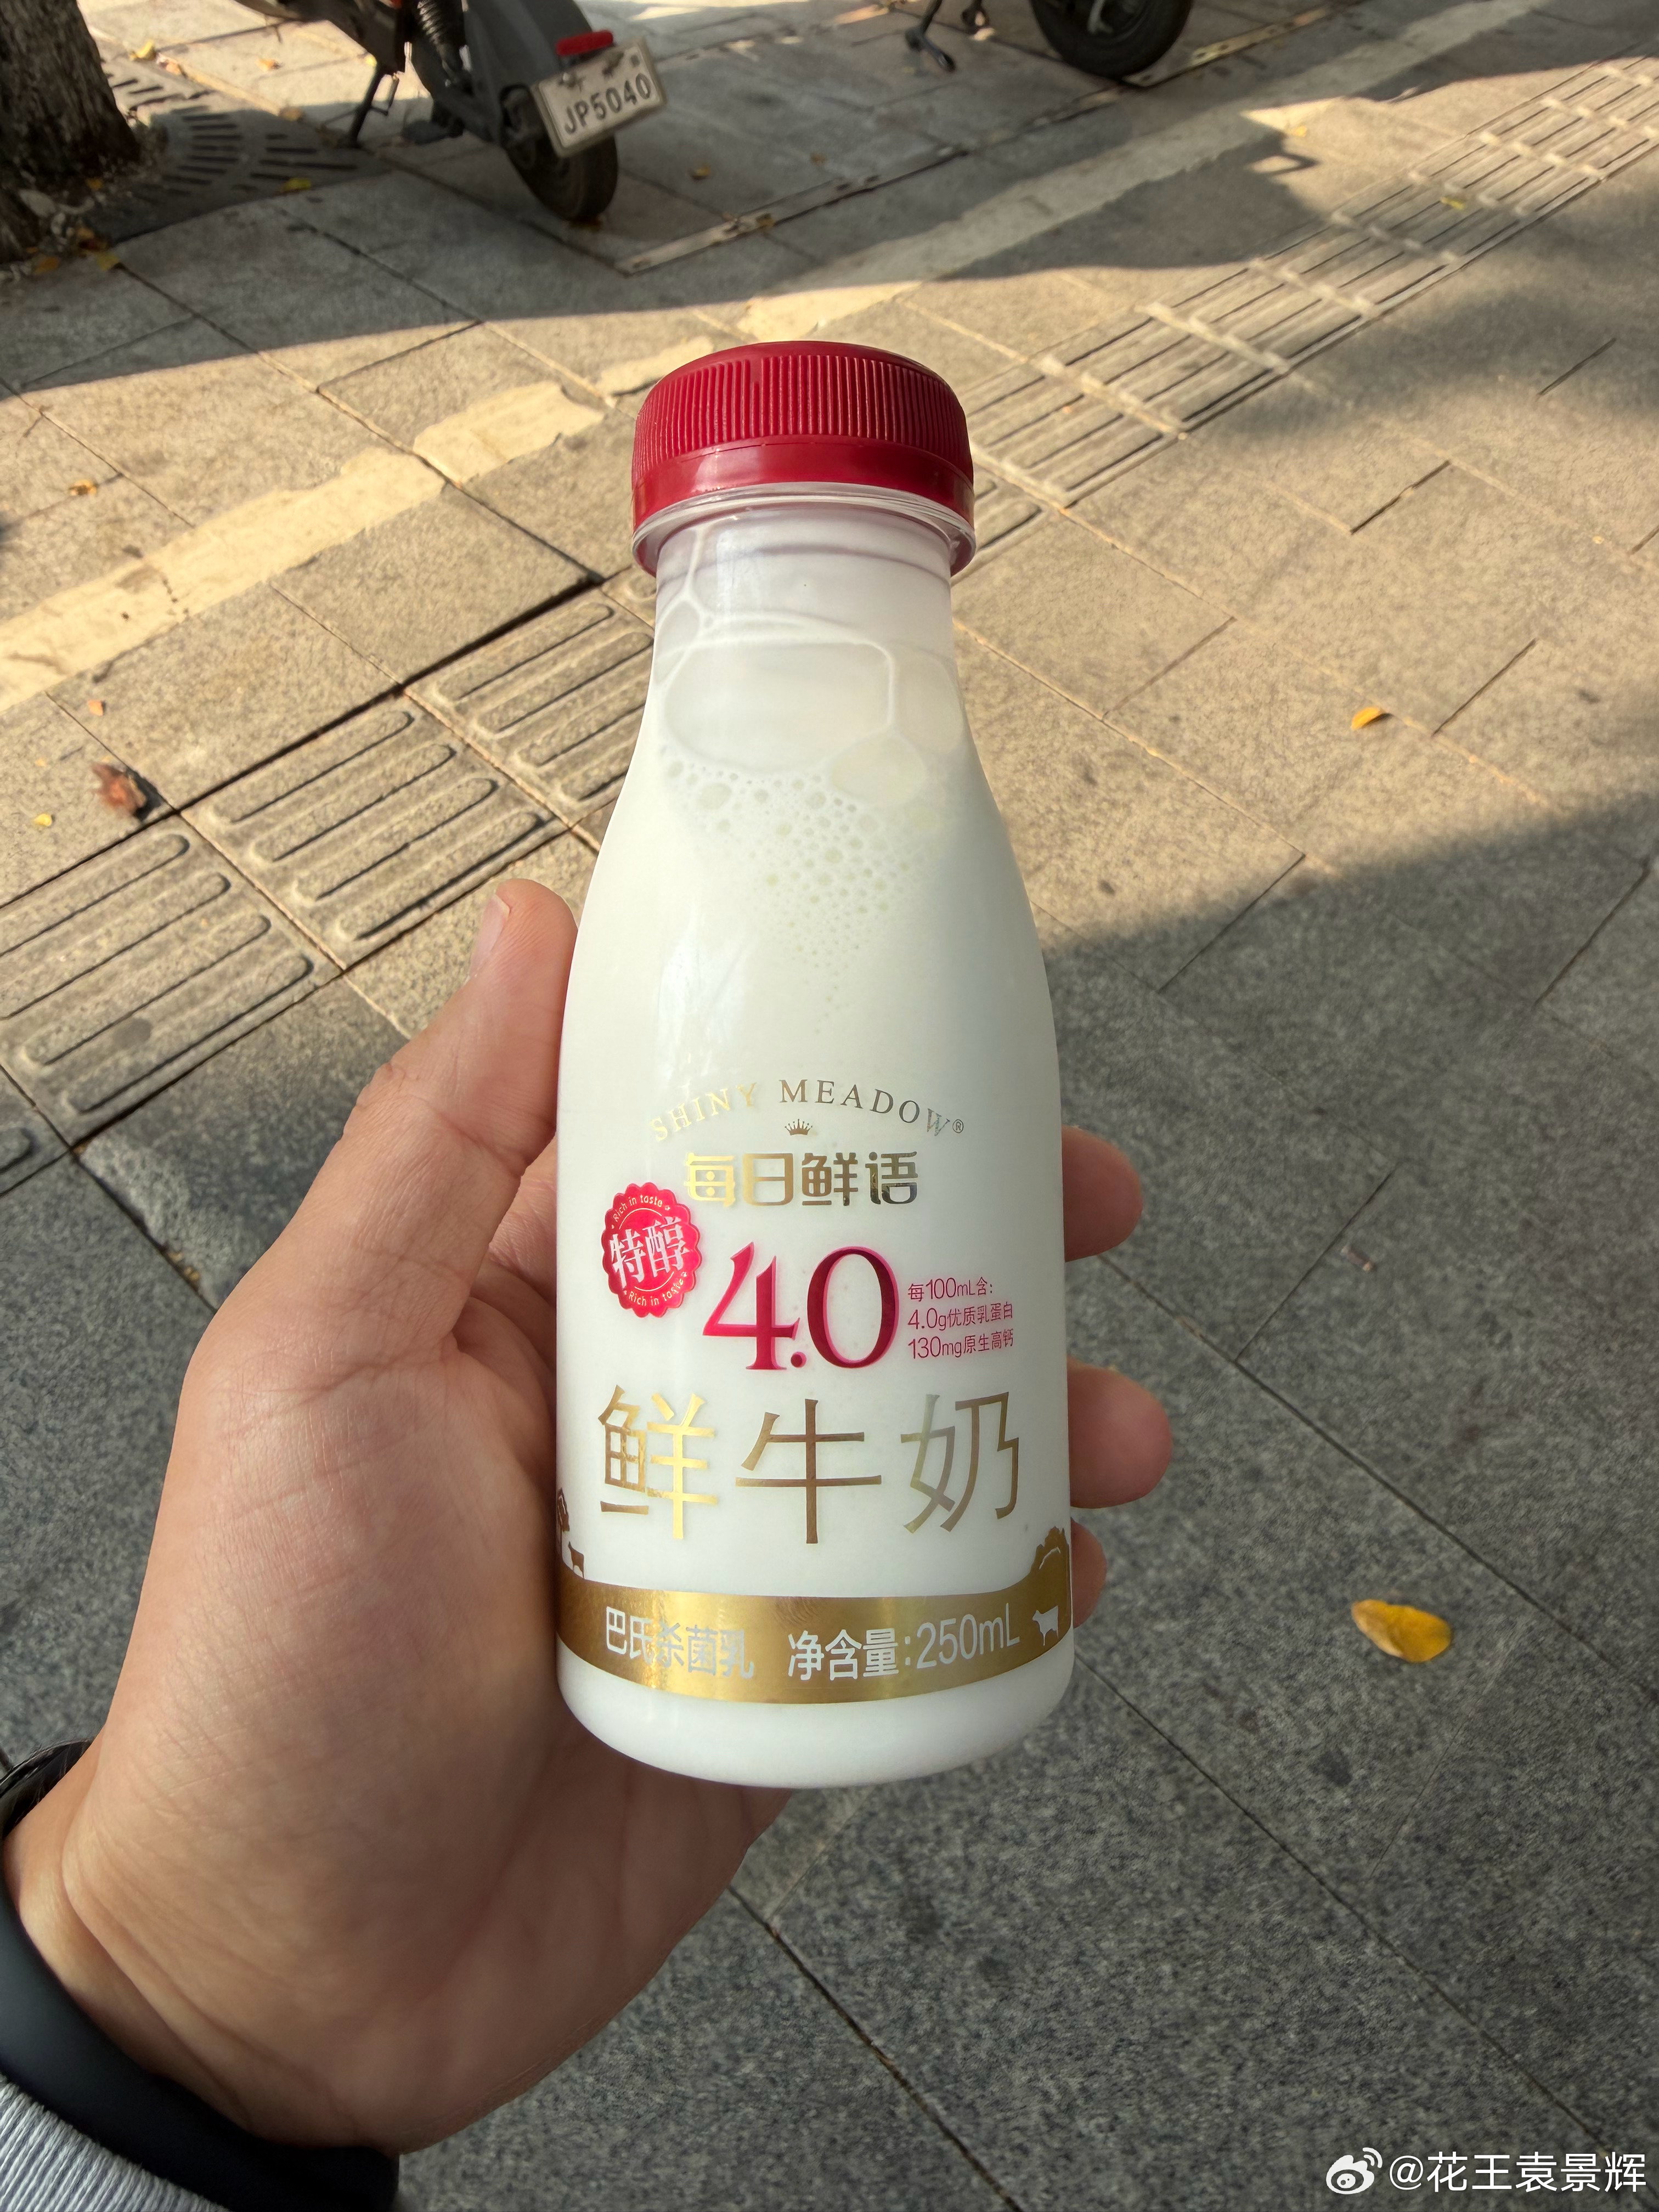 JP5040
SHINY MEADOW®
每日鲜语
Rich in taste
特醇
Rich in taste
4.0
每100mL含:
4.0g优质乳蛋白
130mg原生高钙
鲜牛奶
巴氏杀菌乳 净含量:250mL
@花王袁景辉